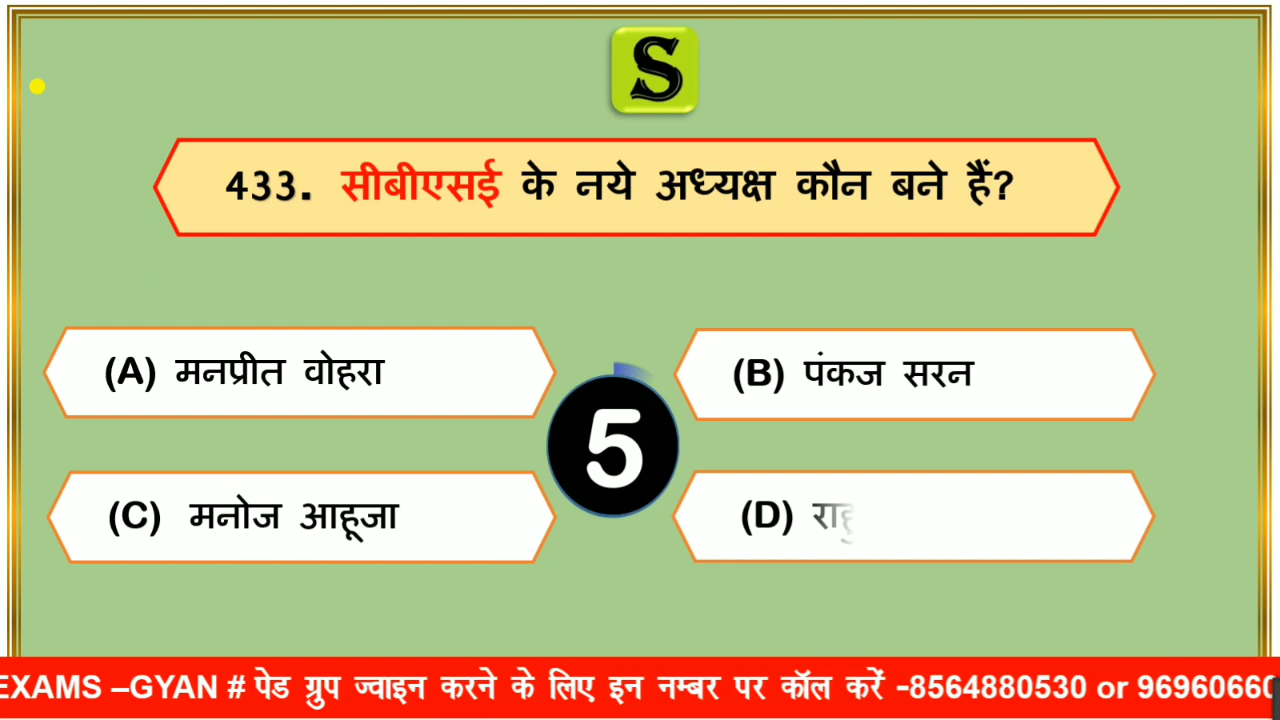 S
433. सीबीएसई के नये अध्यक्ष कौन बने हैं?
(A) मनप्रीत वोहरा
(B) पंकज सरन
5
(C) मनोज आहूजा
(D) राहु
EXAMS –GYAN # पेड ग्रुप ज्वाइन करने के लिए इन नम्बर पर कॉल करें -8564880530 or 96960660